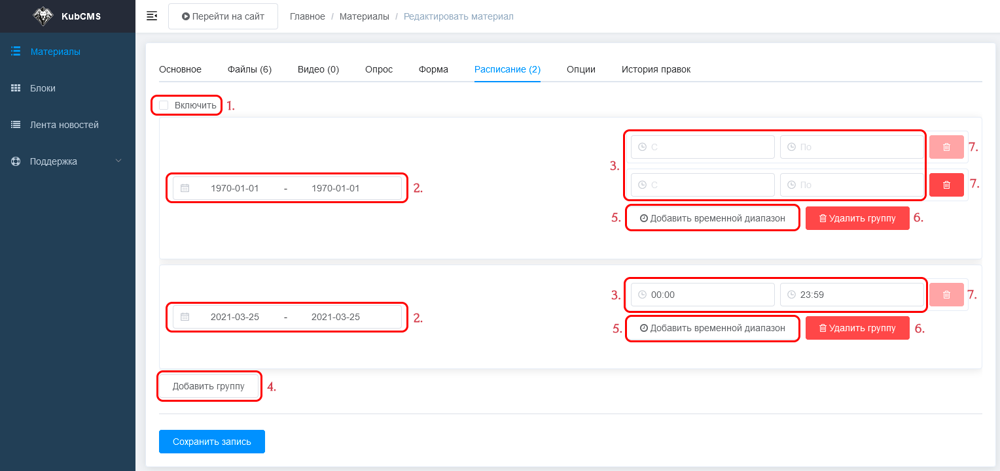 KubCMS
Перейти на сайт
Главное / Материалы / Редактировать материал
Материалы
Блоки
Лента новостей
Поддержка
Основное Файлы (6) Видео (0) Опрос Форма Расписание (2) Опции История правок
Включить 1.
С По 7.
3.
1970-01-01 - 1970-01-01 2.
С По 7.
5. Добавить временной диапазон Удалить группу 6.
3. 00:00 23:59 7.
2021-03-25 - 2021-03-25 2.
5. Добавить временной диапазон Удалить группу 6.
Добавить группу 4.
Сохранить запись